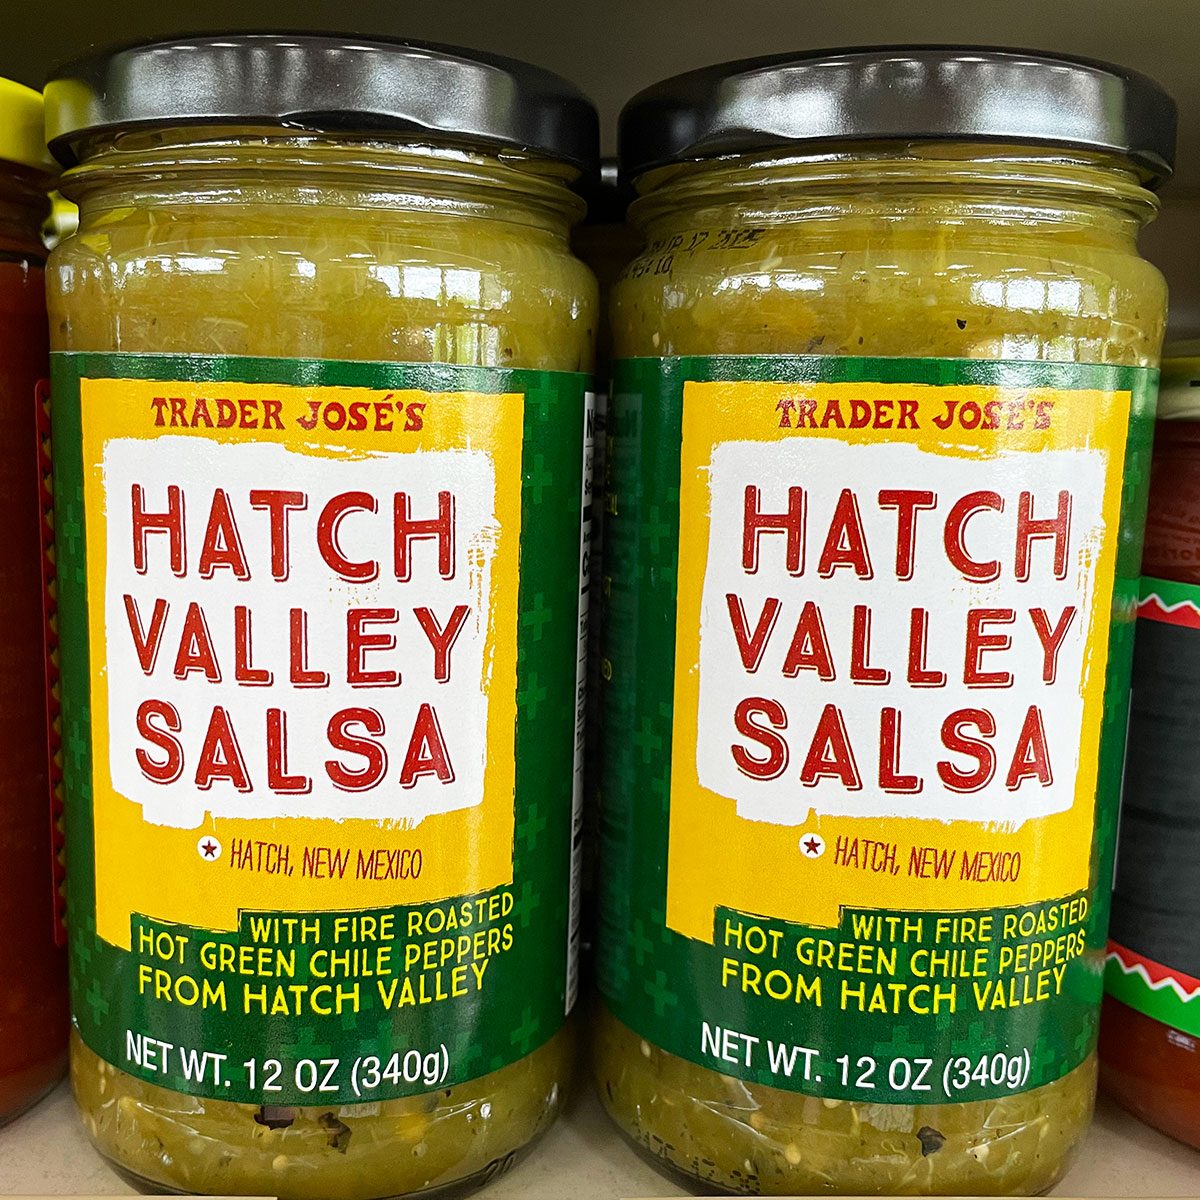 TRADER JOSÉ'S
HATCH
VALLEY
SALSA
HATCH, NEW MEXICO
WITH FIRE ROASTED
HOT GREEN CHILE PEPPERS
FROM HATCH VALLEY
NET WT. 12 OZ (340g)
TRADER JOSÉ'S
HATCH
VALLEY
SALSA
HATCH, NEW MEXICO
WITH FIRE ROASTED
HOT GREEN CHILE PEPPERS
FROM HATCH VALLEY
NET WT. 12 OZ (340g)